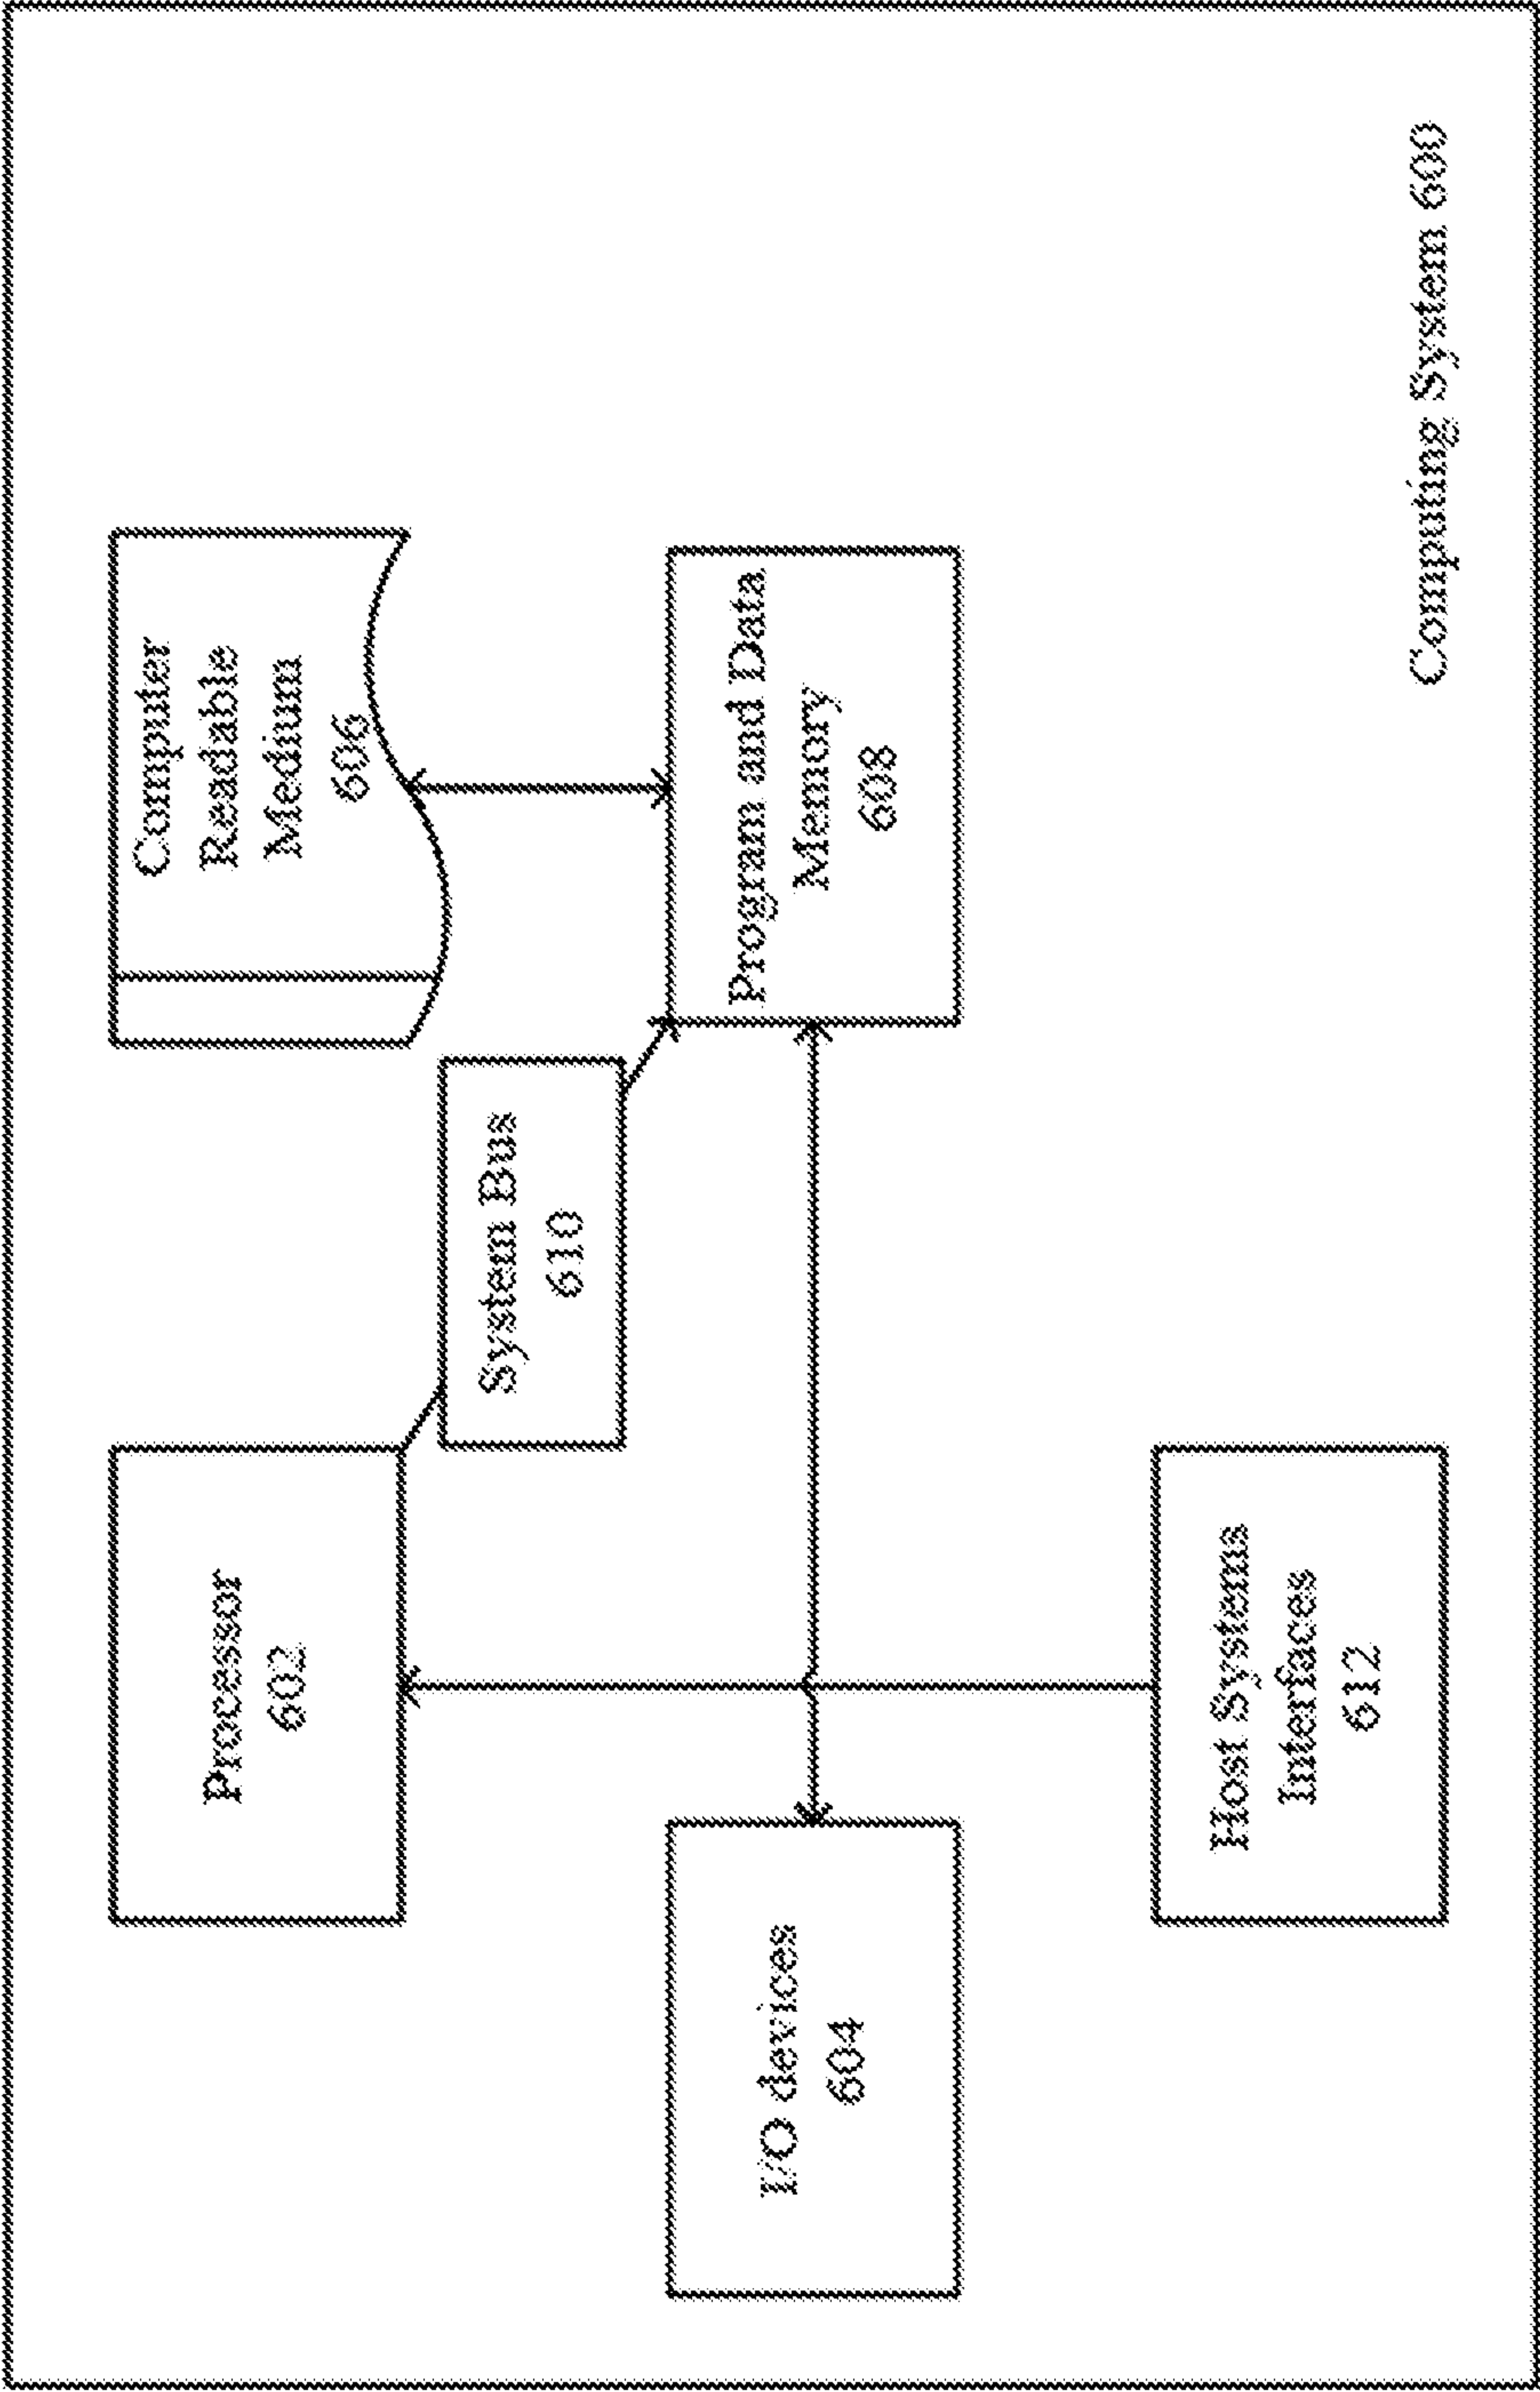 Processor
602
Computer
Readable
Medium
606
System Bus
610
I/O devices
604
Program and Data
Memory
608
Host Systems
Interfaces
612
Computing System 600